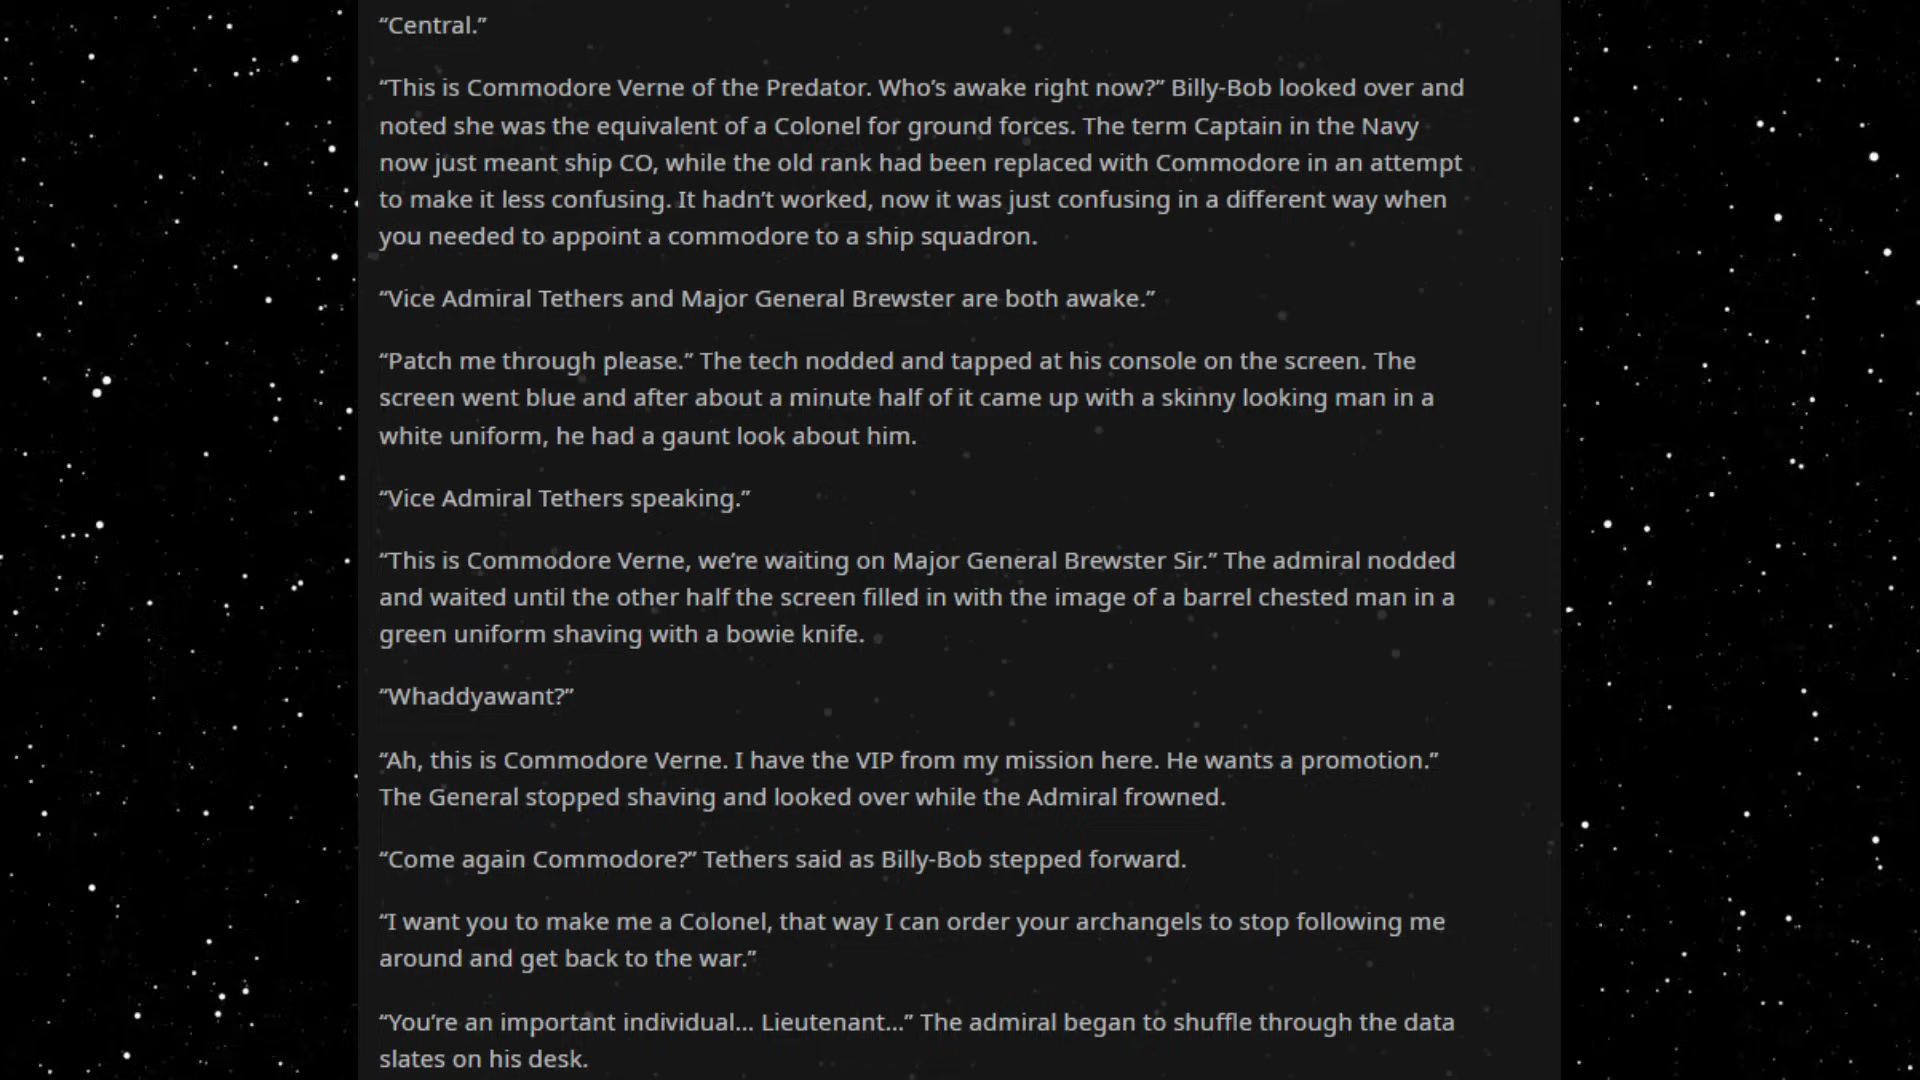 “Central.”
“This is Commodore Verne of the Predator. Who’s awake right now?” Billy-Bob looked over and
noted she was the equivalent of a Colonel for ground forces. The term Captain in the Navy
now just meant ship CO, while the old rank had been replaced with Commodore in an attempt
to make it less confusing. It hadn’t worked, now it was just confusing in a different way when
you needed to appoint a commodore to a ship squadron.
“Vice Admiral Tethers and Major General Brewster are both awake.”
“Patch me through please.” The tech nodded and tapped at his console on the screen. The
screen went blue and after about a minute half of it came up with a skinny looking man in a
white uniform, he had a gaunt look about him.
“Vice Admiral Tethers speaking.”
“This is Commodore Verne, we’re waiting on Major General Brewster Sir.” The admiral nodded
and waited until the other half the screen filled in with the image of a barrel chested man in a
green uniform shaving with a bowie knife.
“Whaddyawant?”
“Ah, this is Commodore Verne. I have the VIP from my mission here. He wants a promotion.”
The General stopped shaving and looked over while the Admiral frowned.
“Come again Commodore?” Tethers said as Billy-Bob stepped forward.
“I want you to make me a Colonel, that way I can order your archangels to stop following me
around and get back to the war.”
“You’re an important individual… Lieutenant…” The admiral began to shuffle through the data
slates on his desk.